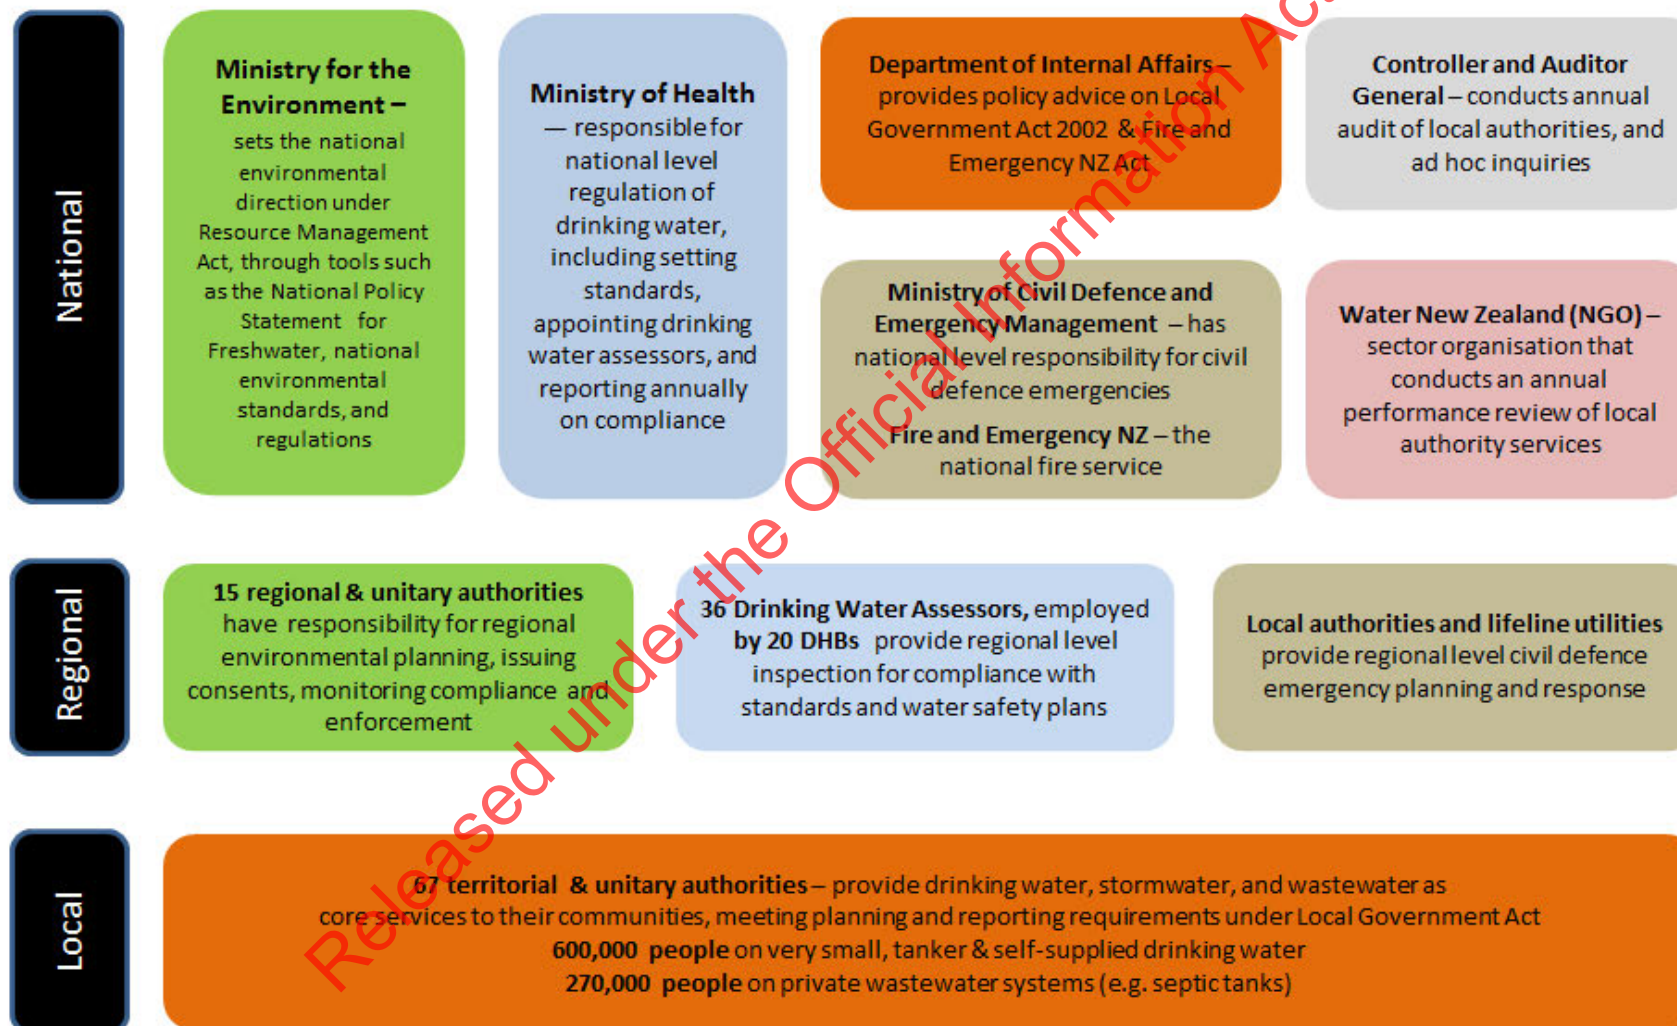 National
Ministry for the
Environment –
sets the national
environmental
direction under
Resource Management
Act, through tools such
as the National Policy
Statement for
Freshwater, national
environmental
standards, and
regulations
Ministry of Health
— responsible for
national level
regulation of
drinking water,
including setting
standards,
appointing drinking
water assessors, and
reporting annually
on compliance
Department of Internal Affairs –
provides policy advice on Local
Government Act 2002 & Fire and
Emergency NZ Act
Controller and Auditor
General – conducts annual
audit of local authorities, and
ad hoc inquiries
Ministry of Civil Defence and
Emergency Management – has
national level responsibility for civil
defence emergencies
Fire and Emergency NZ – the
national fire service
Water New Zealand (NGO) –
sector organisation that
conducts an annual
performance review of local
authority services
Regional
15 regional & unitary authorities
have responsibility for regional
environmental planning, issuing
consents, monitoring compliance and
enforcement
36 Drinking Water Assessors, employed
by 20 DHBs provide regional level
inspection for compliance with
standards and water safety plans
Local authorities and lifeline utilities
provide regional level civil defence
emergency planning and response
Local
67 territorial & unitary authorities – provide drinking water, stormwater, and wastewater as
core services to their communities, meeting planning and reporting requirements under Local Government Act
600,000 people on very small, tanker & self-supplied drinking water
270,000 people on private wastewater systems (e.g. septic tanks)
Released under the Official Information Act